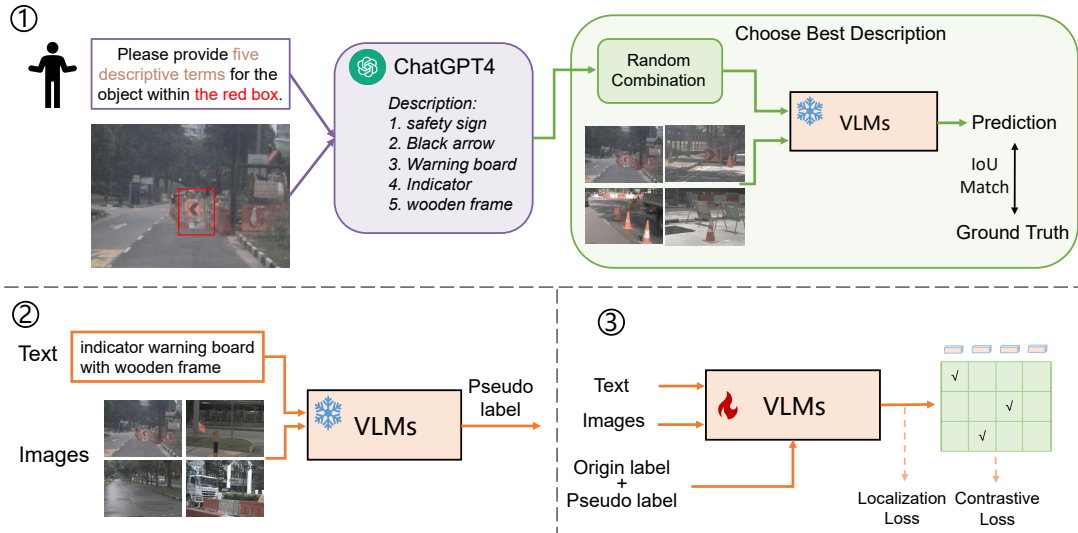 ①
Please provide five
descriptive terms for the
object within the red box.
ChatGPT4
Description:
1. safety sign
2. Black arrow
3. Warning board
4. Indicator
5. wooden frame
Choose Best Description
Random
Combination
VLMs
Prediction
IoU
Match
Ground Truth
②
Text
indicator warning board
with wooden frame
Images
VLMs
Pseudo
label
③
Text
Images
VLMs
Origin label
+
Pseudo label
√
√
√
Localization
Loss
Contrastive
Loss